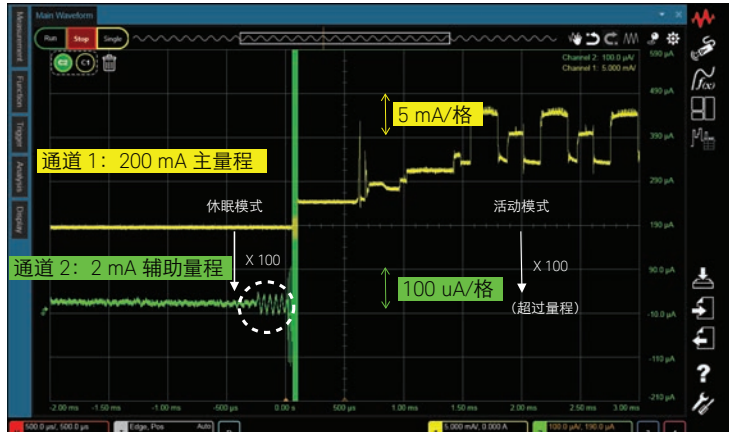 Main Waveform
Run
Stop
Single
Measurement
Function
Trigger
Analysis
Display
C2
C1
Channel 2: 100.0 µA/
Channel 1: 5.000 mA/
590 µA
490 µA
390 µA
290 µA
190 µA
90.0 µA
-10.0 µA
-110 µA
-210 µA
f(x)
5 mA/格
通道 1：200 mA 主量程
休眠模式
活动模式
通道 2：2 mA 辅助量程
X 100
X 100
100 uA/格
（超过量程）
-2.00 ms
-1.50 ms
-1.00 ms
-500 µs
0.00 s
500 µs
1.00 ms
1.50 ms
2.00 ms
2.50 ms
3.00 ms
?
500.0 µs/, 500.0 µs
Edge, Pos
Auto
5.000 mA/, 0.000 A
100.0 µA/, 190.0 µA